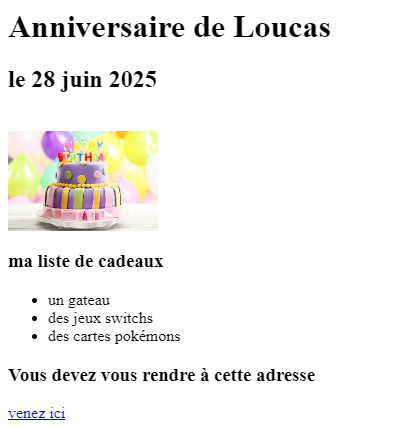 Anniversaire de Loucas
le 28 juin 2025
HAPPY
BIRTHDAY
ma liste de cadeaux
un gateau
des jeux switchs
des cartes pokémons
Vous devez vous rendre à cette adresse
venez ici